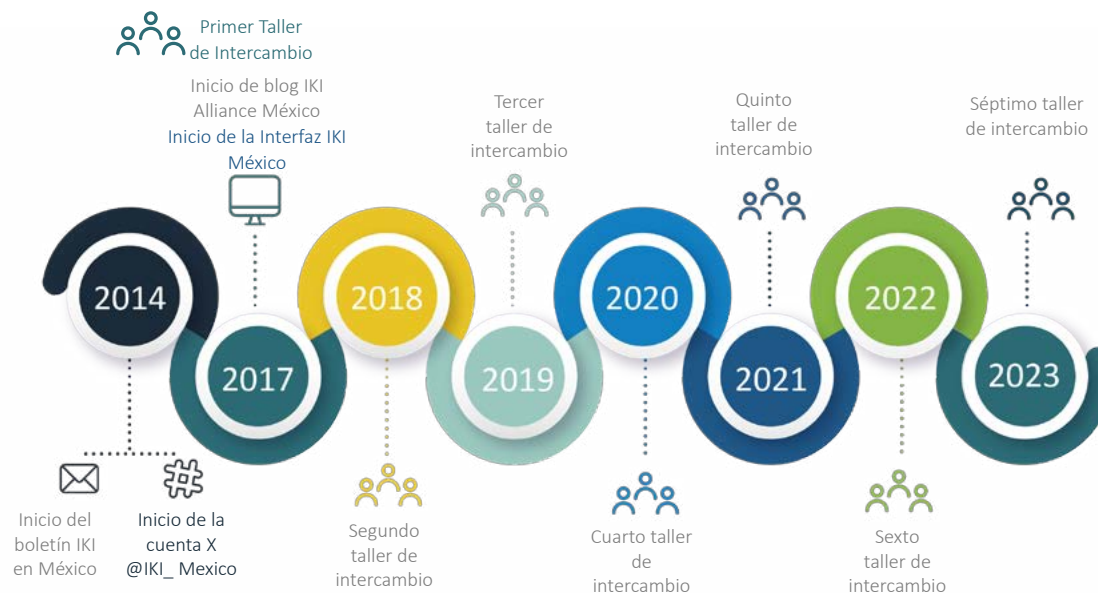 Primer Taller
de Intercambio
Inicio de blog IKI
Alliance México
Inicio de la Interfaz IKI
México
Tercer
taller de
intercambio
Quinto
taller de
intercambio
Séptimo taller
de intercambio
2014
2017
2018
2019
2020
2021
2022
2023
Inicio del
boletín IKI
en México
Inicio de la
cuenta X
@IKI_ Mexico
Segundo
taller de
intercambio
Cuarto taller
de
intercambio
Sexto
taller de
intercambio